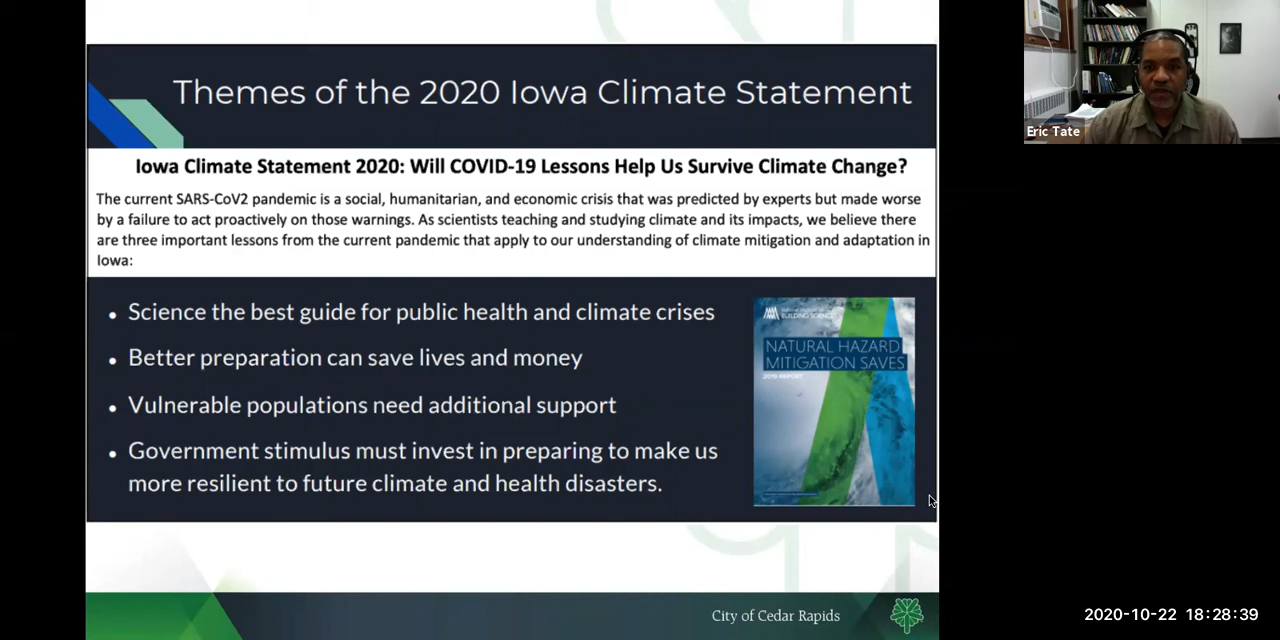 Themes of the 2020 Iowa Climate Statement
Iowa Climate Statement 2020: Will COVID-19 Lessons Help Us Survive Climate Change?
The current SARS-CoV2 pandemic is a social, humanitarian, and economic crisis that was predicted by experts but made worse
by a failure to act proactively on those warnings. As scientists teaching and studying climate and its impacts, we believe there
are three important lessons from the current pandemic that apply to our understanding of climate mitigation and adaptation in
Iowa:
• Science the best guide for public health and climate crises
• Better preparation can save lives and money
• Vulnerable populations need additional support
• Government stimulus must invest in preparing to make us
more resilient to future climate and health disasters.
BUILDING SCIENCES
NATURAL HAZARD
MITIGATION SAVES
2019 REPORT
City of Cedar Rapids
Eric Tate
2020-10-22 18:28:39